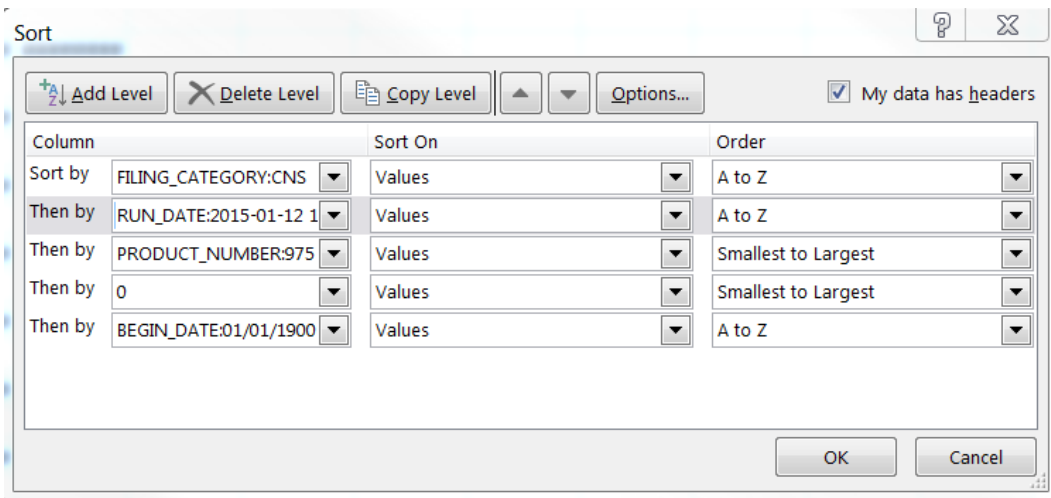 Sort
Add Level Delete Level Copy Level Options... My data has headers
Column Sort On Order
Sort by FILING_CATEGORY:CNS Values A to Z
Then by RUN_DATE:2015-01-12 1 Values A to Z
Then by PRODUCT_NUMBER:975 Values Smallest to Largest
Then by 0 Values Smallest to Largest
Then by BEGIN_DATE:01/01/1900 Values A to Z
OK Cancel